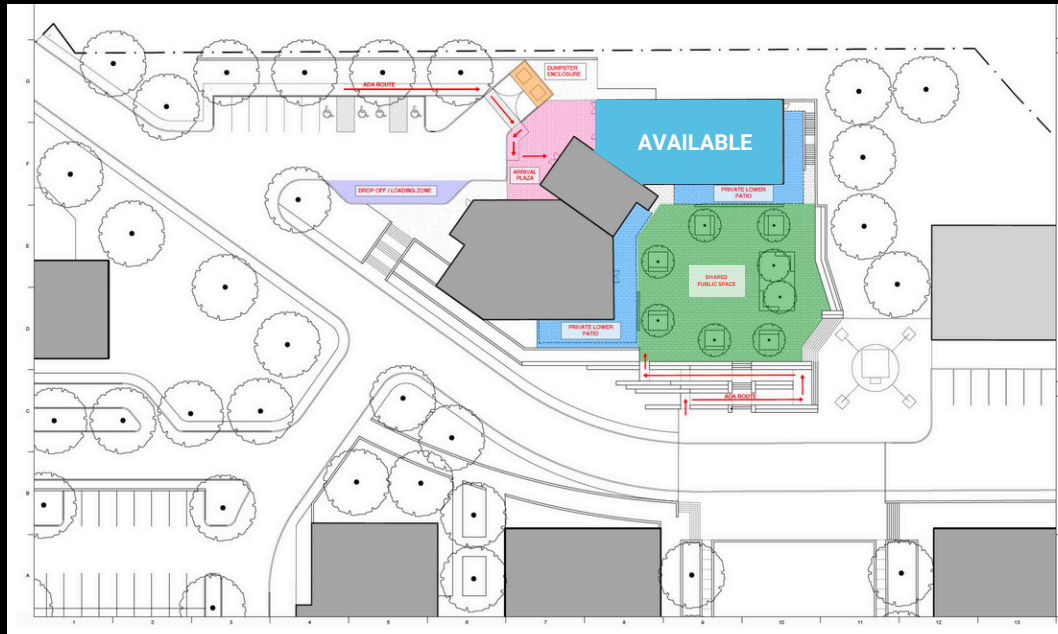 DUMPSTER
ENCLOSURE
ADA ROUTE
AVAILABLE
ARRIVAL
PLAZA
DROP OFF / LOADING ZONE
PRIVATE LOWER
PATIO
SHARED
PUBLIC SPACE
PRIVATE LOWER
PATIO
ADA ROUTE
G
F
E
D
C
B
A
1
2
3
4
5
6
7
8
9
10
11
12
13